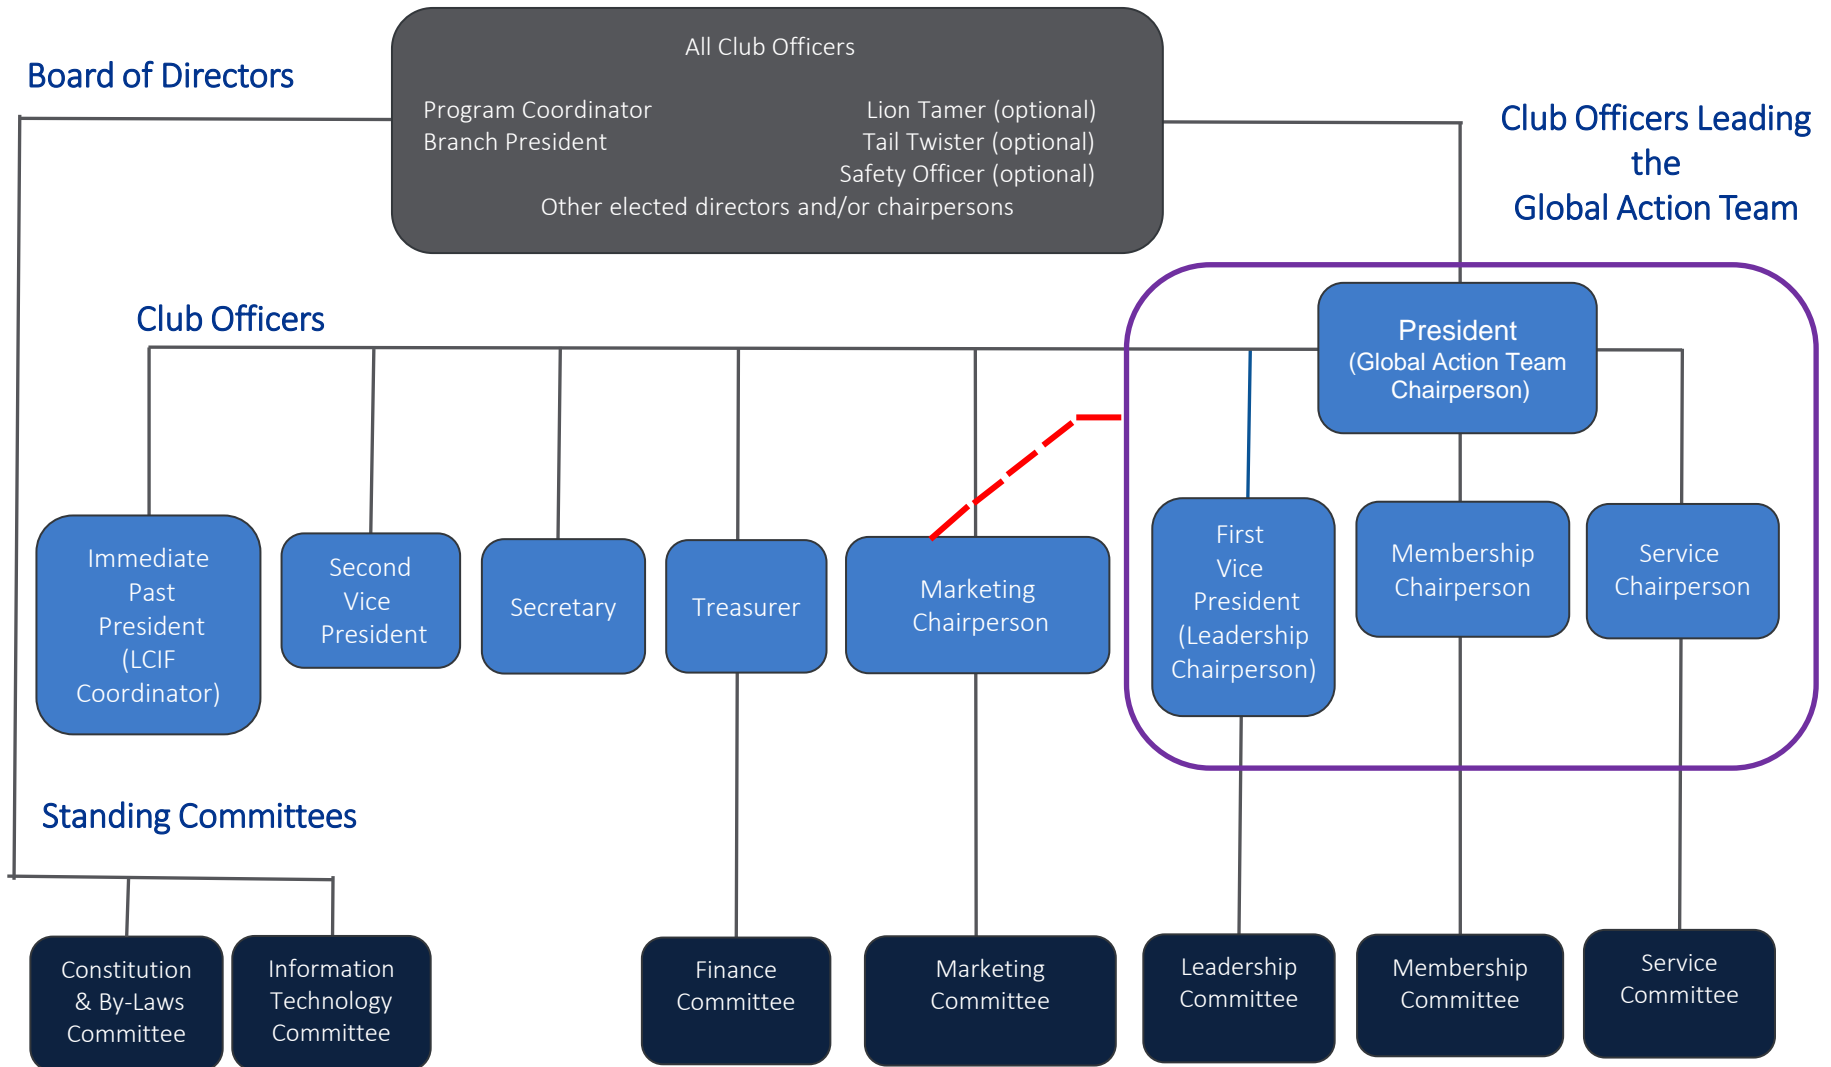 All Club Officers
Board of Directors
Program Coordinator
Lion Tamer (optional)
Branch President
Tail Twister (optional)
Safety Officer (optional)
Other elected directors and/or chairpersons
Club Officers Leading
the
Global Action Team
Club Officers
President
(Global Action Team
Chairperson)
Immediate
Past
President
(LCIF
Coordinator)
Second
Vice
President
Secretary
Treasurer
Marketing
Chairperson
First
Vice
President
(Leadership
Chairperson)
Membership
Chairperson
Service
Chairperson
Standing Committees
Constitution
& By-Laws
Committee
Information
Technology
Committee
Finance
Committee
Marketing
Committee
Leadership
Committee
Membership
Committee
Service
Committee